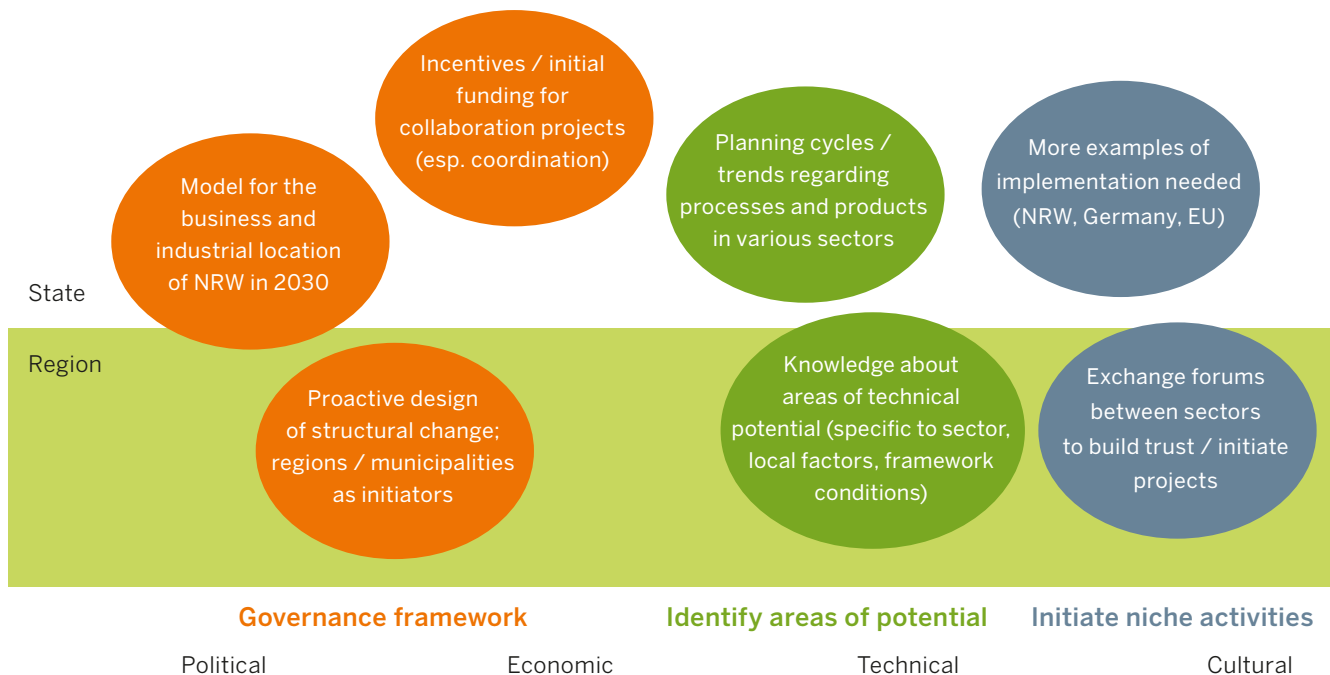 Incentives / initial
funding for
collaboration projects
(esp. coordination)
Model for the
business and
industrial location
of NRW in 2030
Planning cycles /
trends regarding
processes and products
in various sectors
More examples of
implementation needed
(NRW, Germany, EU)
State
Region
Proactive design
of structural change;
regions / municipalities
as initiators
Knowledge about
areas of technical
potential (specific to sector,
local factors, framework
conditions)
Exchange forums
between sectors
to build trust / initiate
projects
Governance framework
Identify areas of potential
Initiate niche activities
Political
Economic
Technical
Cultural